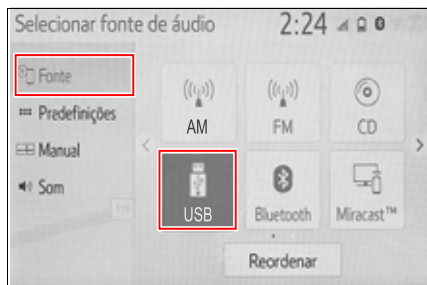 Selecionar fonte de áudio 2:24
Fonte
Predefinições
Manual
Som
AM
FM
CD
USB
Bluetooth
Miracast™
Reordenar